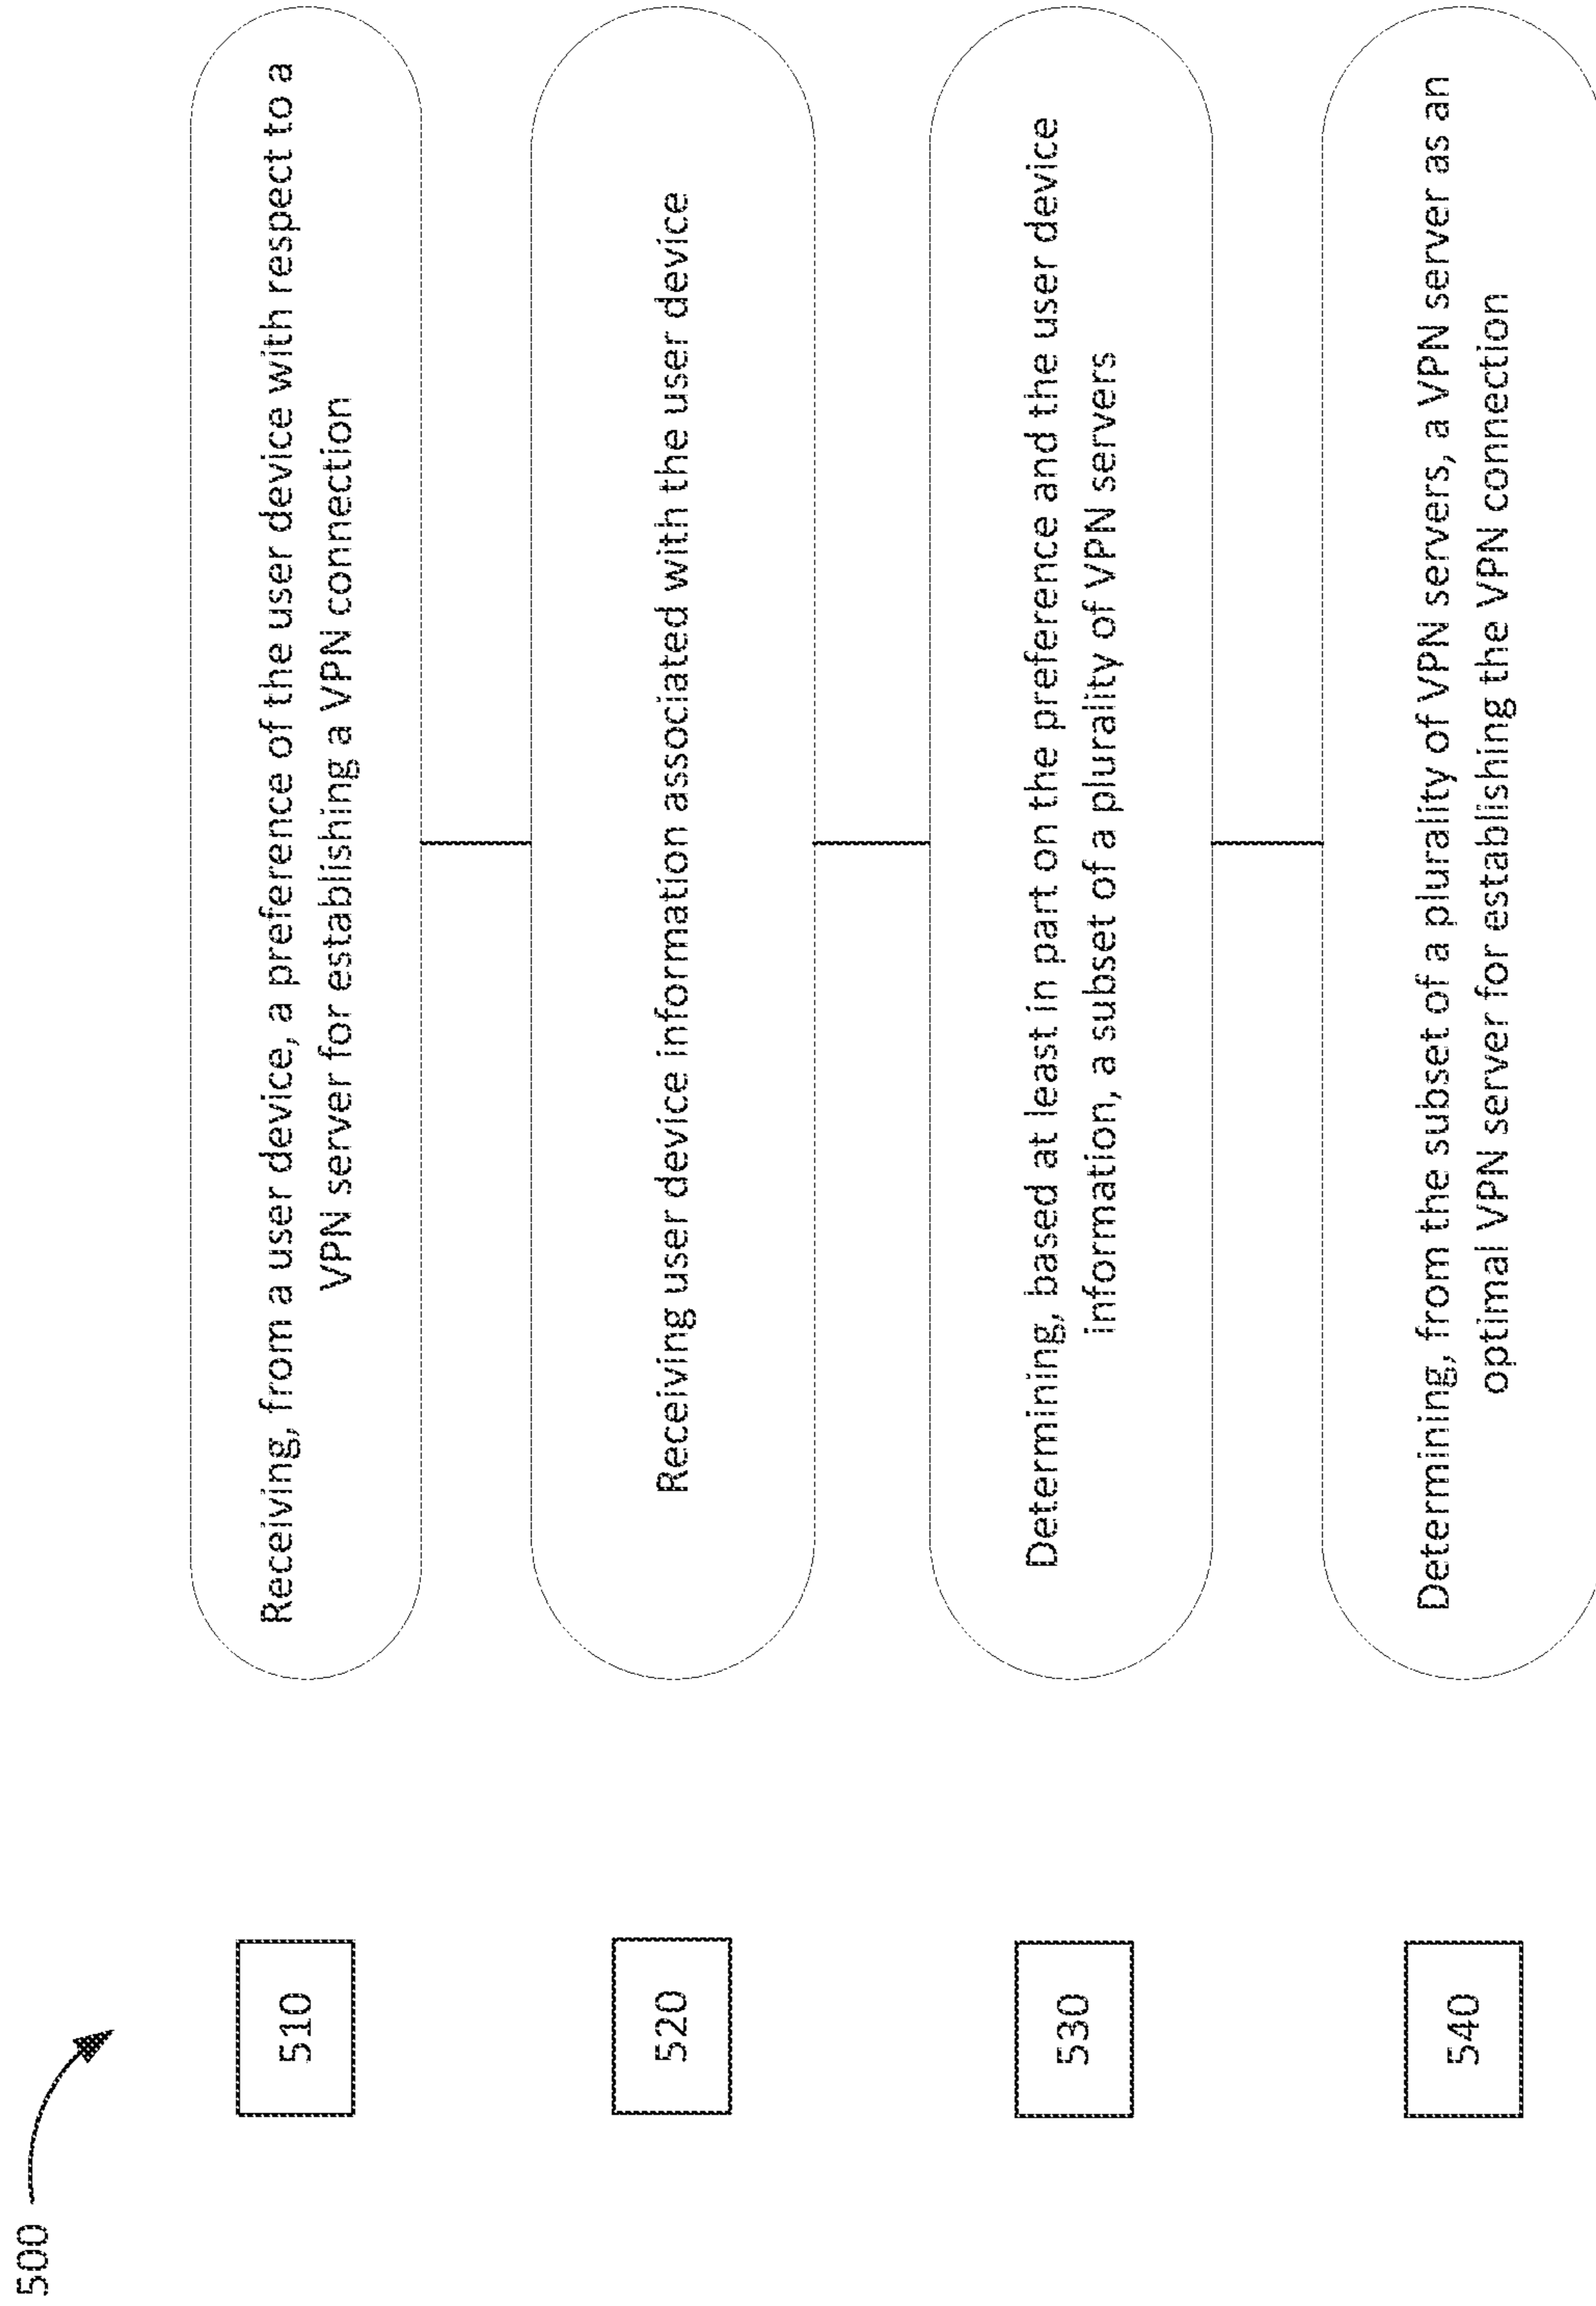 500
510
Receiving, from a user device, a preference of the user device with respect to a
VPN server for establishing a VPN connection
520
Receiving user device information associated with the user device
530
Determining, based at least in part on the preference and the user device
information, a subset of a plurality of VPN servers
540
Determining, from the subset of a plurality of VPN servers, a VPN server as an
optimal VPN server for establishing the VPN connection